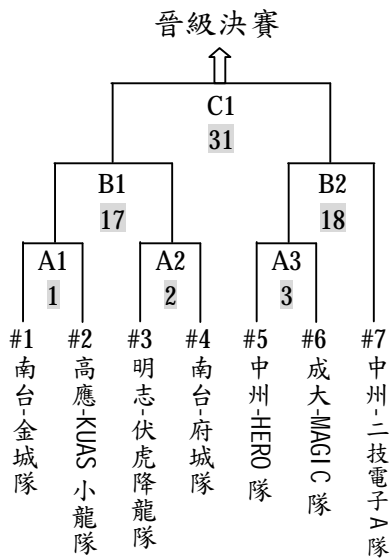 晉級決賽
C1
31
B1
17
B2
18
A1
1
A2
2
A3
3
#1
南台-金城隊
#2
高應-KUAS 小龍隊
#3
明志-伏虎降龍隊
#4
南台-府城隊
#5
中州-HERO 隊
#6
成大-MAGIC 隊
#7
中州-二技電子A隊